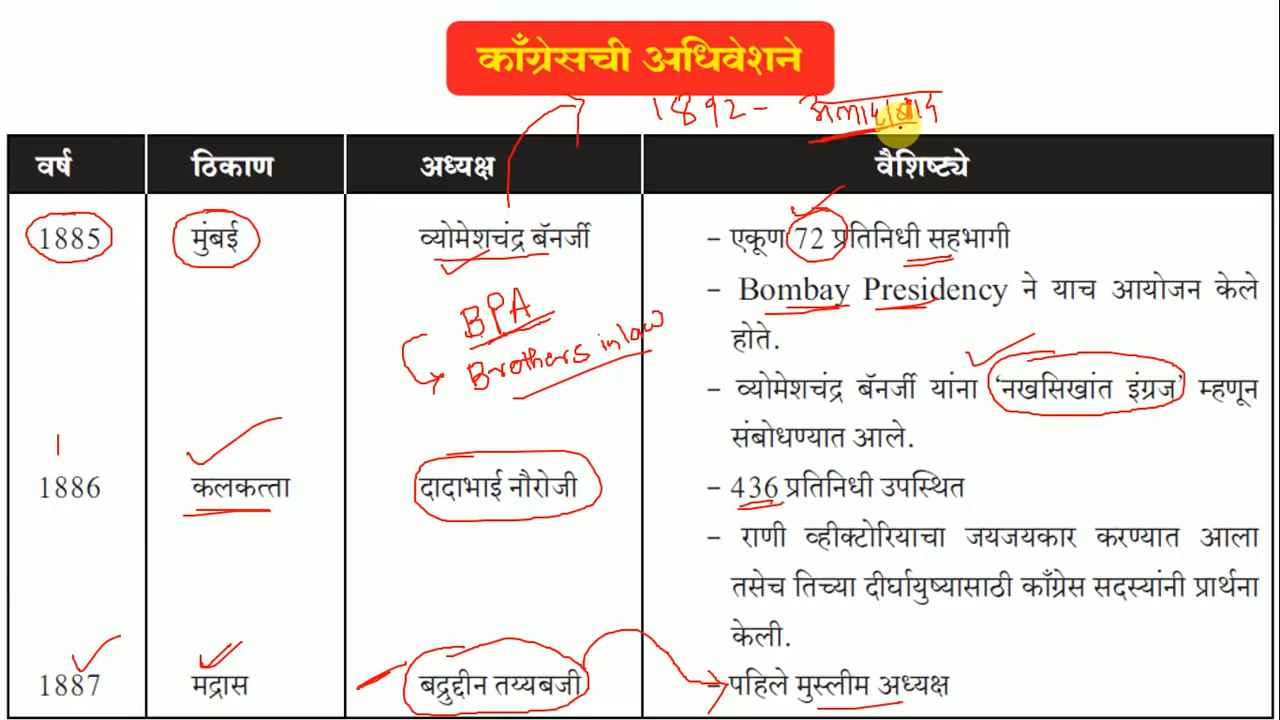 काँग्रेसची अधिवेशने
1892 - अलाहाबाद
वर्ष ठिकाण अध्यक्ष वैशिष्ट्ये
1885 मुंबई व्योमेशचंद्र बॅनर्जी – एकूण 72 प्रतिनिधी सहभागी
– Bombay Presidency ने याच आयोजन केले
होते.
BPA
Brothers in law
– व्योमेशचंद्र बॅनर्जी यांना 'नखसिखांत इंग्रज' म्हणून
संबोधण्यात आले.
1886 कलकत्ता दादाभाई नौरोजी – 436 प्रतिनिधी उपस्थित
– राणी व्हीक्टोरियाचा जयजयकार करण्यात आला
तसेच तिच्या दीर्घायुष्यासाठी काँग्रेस सदस्यांनी प्रार्थना
केली.
1887 मद्रास बद्रुद्दीन तय्यबजी – पहिले मुस्लीम अध्यक्ष